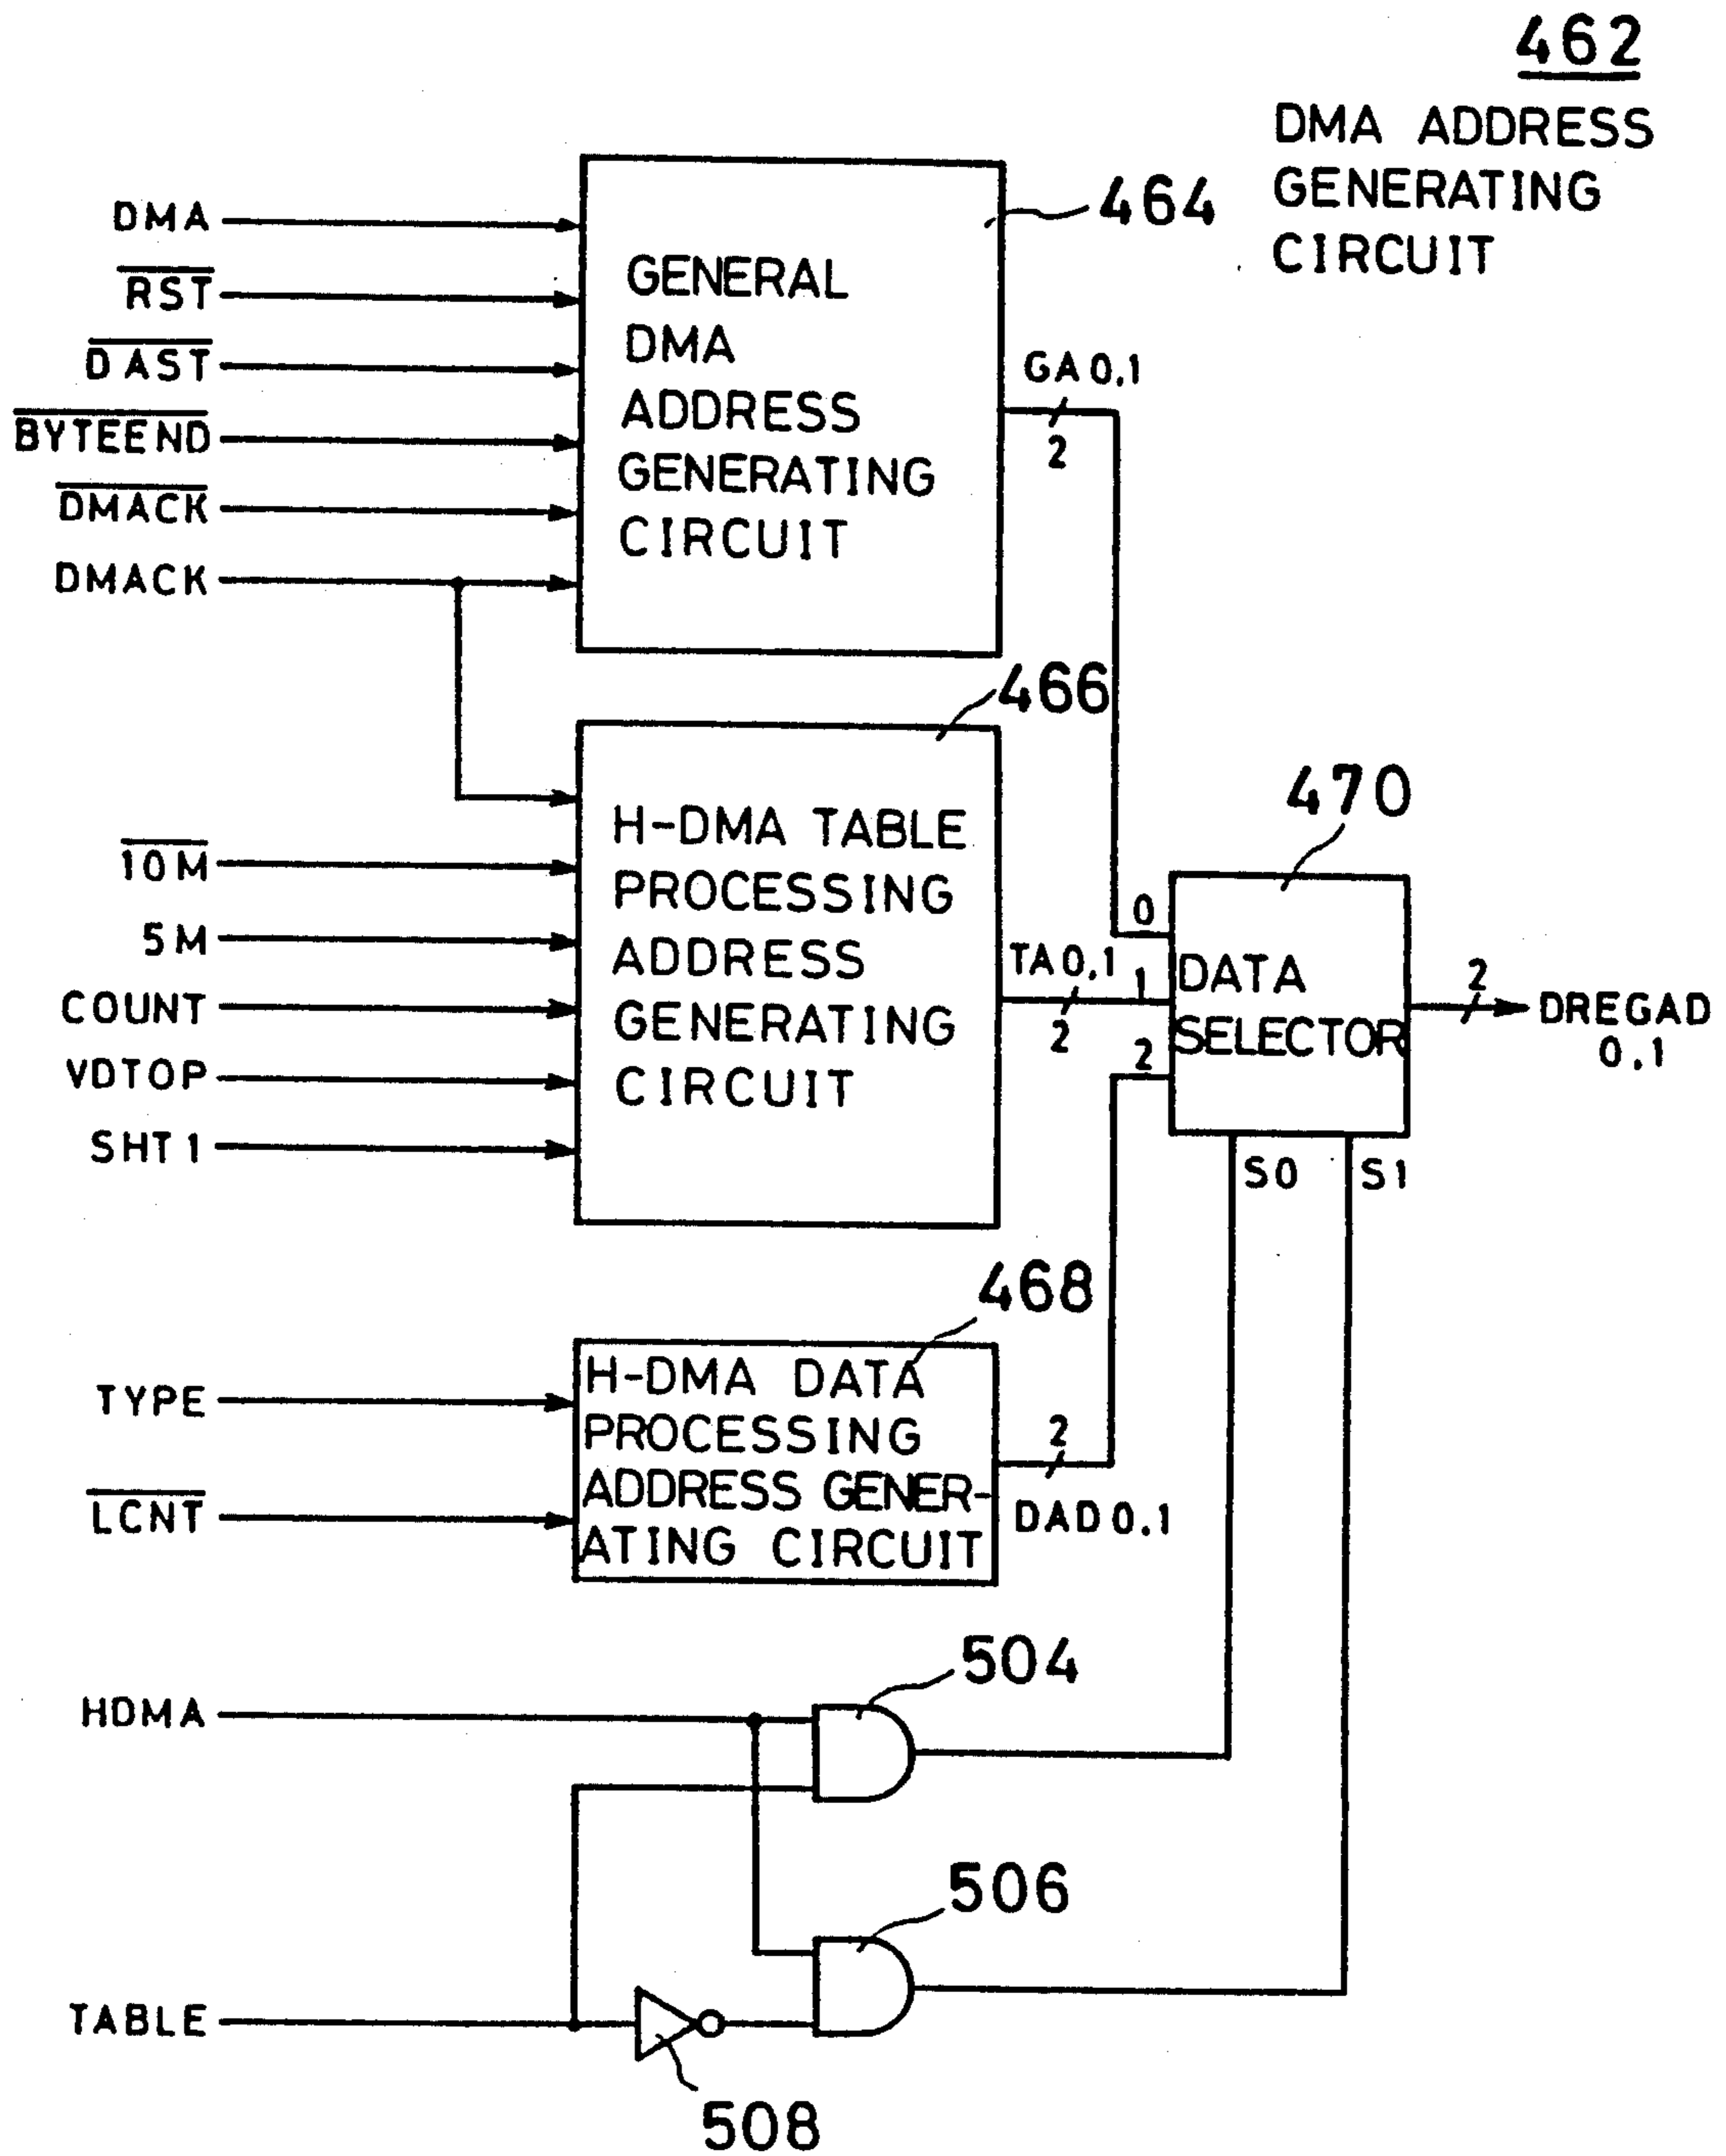 462
DMA ADDRESS
GENERATING
CIRCUIT
DMA
RST
DAST
BYTEEND
DMACK
DMACK
GENERAL
DMA
ADDRESS
GENERATING
CIRCUIT
464
GA0,1
2
466
10M
5M
COUNT
VDTOP
SHT1
H-DMA TABLE
PROCESSING
ADDRESS
GENERATING
CIRCUIT
TA0,1
2
470
0
1
2
DATA
SELECTOR
S0
S1
2
DREGAD
0,1
468
TYPE
LCNT
H-DMA DATA
PROCESSING
ADDRESS GENER-
ATING CIRCUIT
2
DAD0,1
HDMA
504
506
TABLE
508